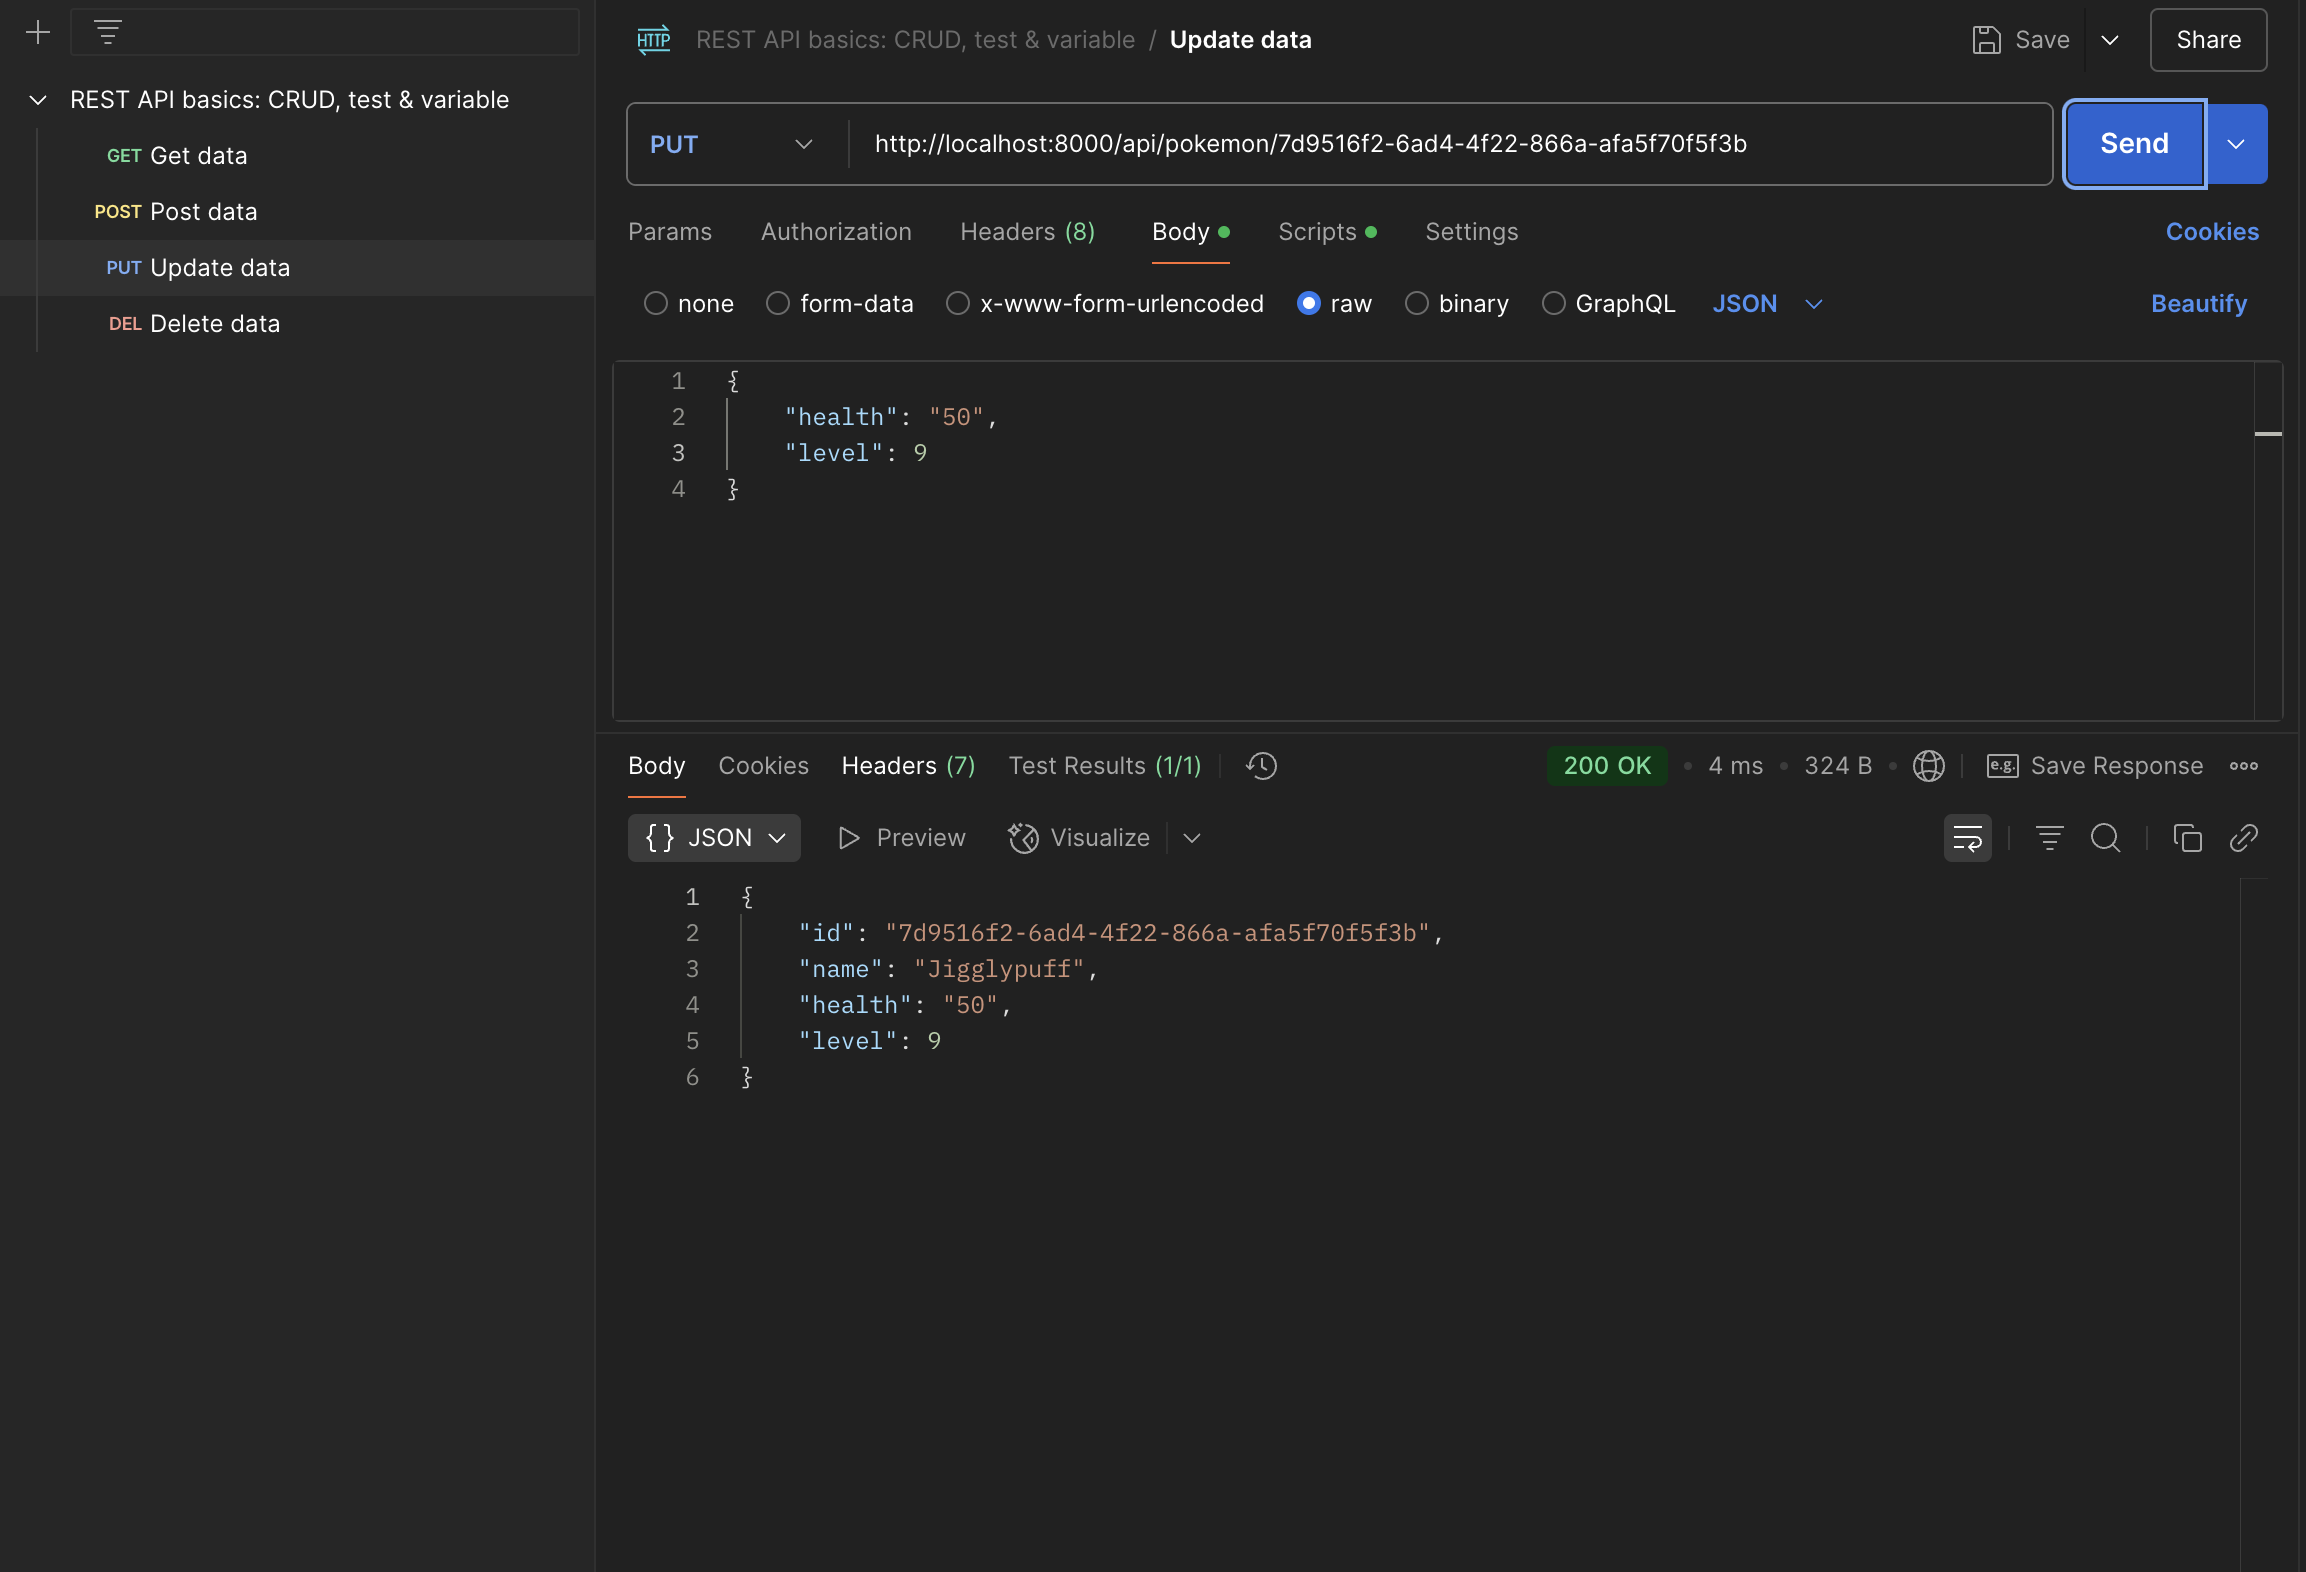 REST API basics: CRUD, test & variable
GET Get data
POST Post data
PUT Update data
DEL Delete data
HTTP REST API basics: CRUD, test & variable / Update data
Save
Share
PUT http://localhost:8000/api/pokemon/7d9516f2-6ad4-4f22-866a-afa5f70f5f3b
Send
Params Authorization Headers (8) Body Scripts Settings Cookies
none form-data x-www-form-urlencoded raw binary GraphQL JSON Beautify
1 {
2 "health": "50",
3 "level": 9
4 }
Body Cookies Headers (7) Test Results (1/1) 200 OK • 4 ms • 324 B • e.g. Save Response
{} JSON Preview Visualize
1 {
2 "id": "7d9516f2-6ad4-4f22-866a-afa5f70f5f3b",
3 "name": "Jigglypuff",
4 "health": "50",
5 "level": 9
6 }